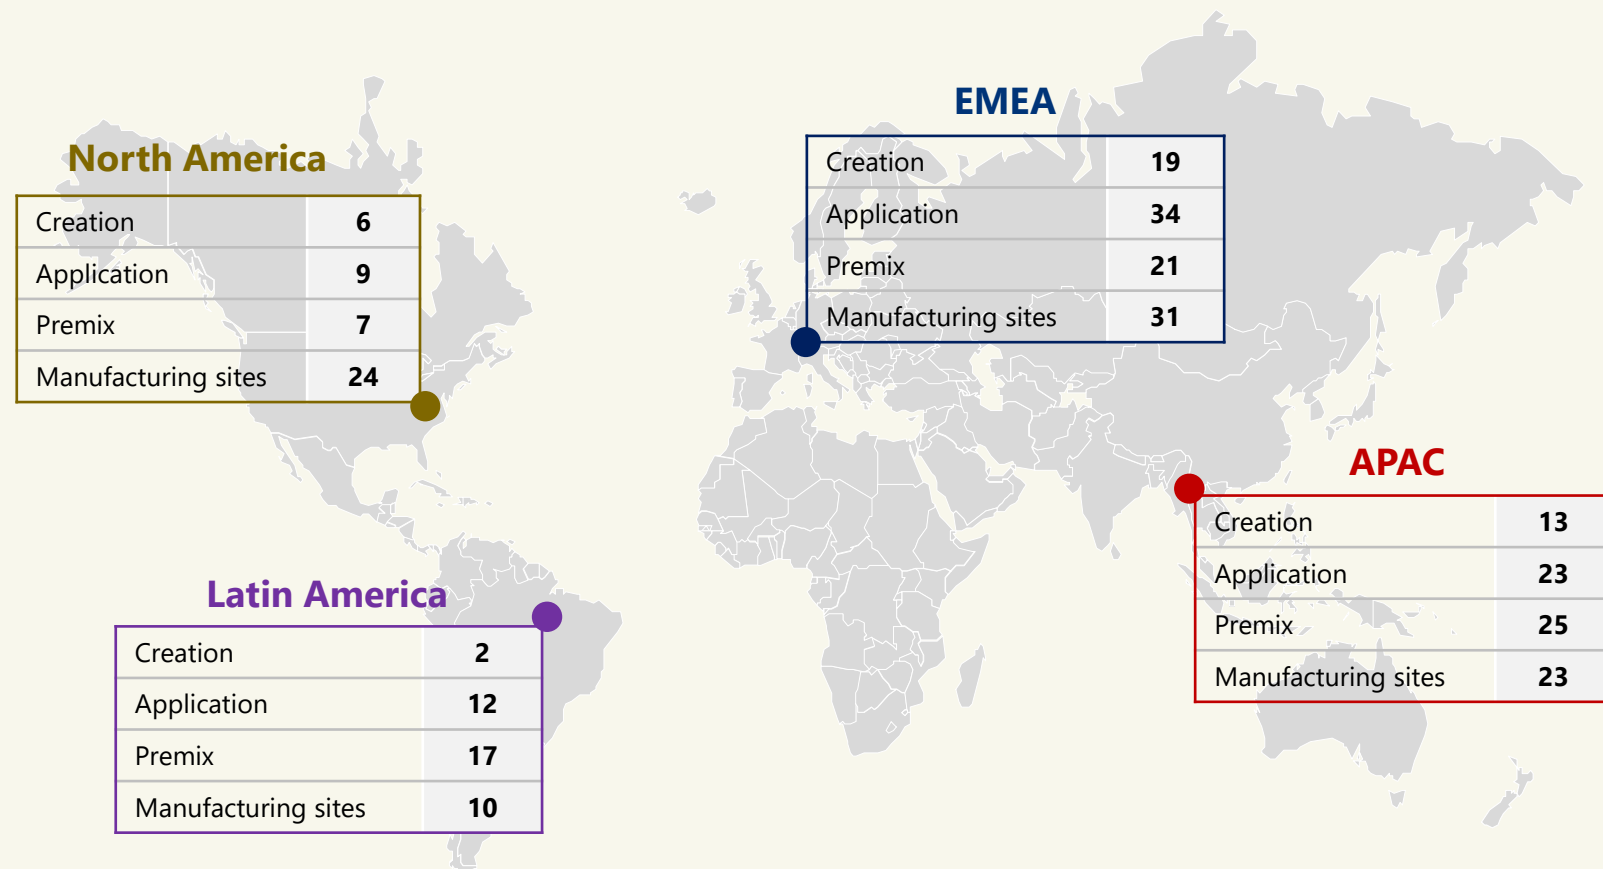 North America
Creation 6
Application 9
Premix 7
Manufacturing sites 24
EMEA
Creation 19
Application 34
Premix 21
Manufacturing sites 31
Latin America
Creation 2
Application 12
Premix 17
Manufacturing sites 10
APAC
Creation 13
Application 23
Premix 25
Manufacturing sites 23